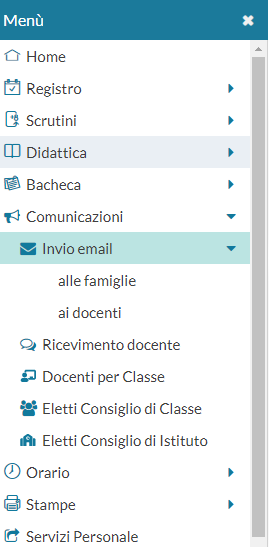 Menù
Home
Registro
Scrutini
Didattica
Bacheca
Comunicazioni
Invio email
alle famiglie
ai docenti
Ricevimento docente
Docenti per Classe
Eletti Consiglio di Classe
Eletti Consiglio di Istituto
Orario
Stampe
Servizi Personale